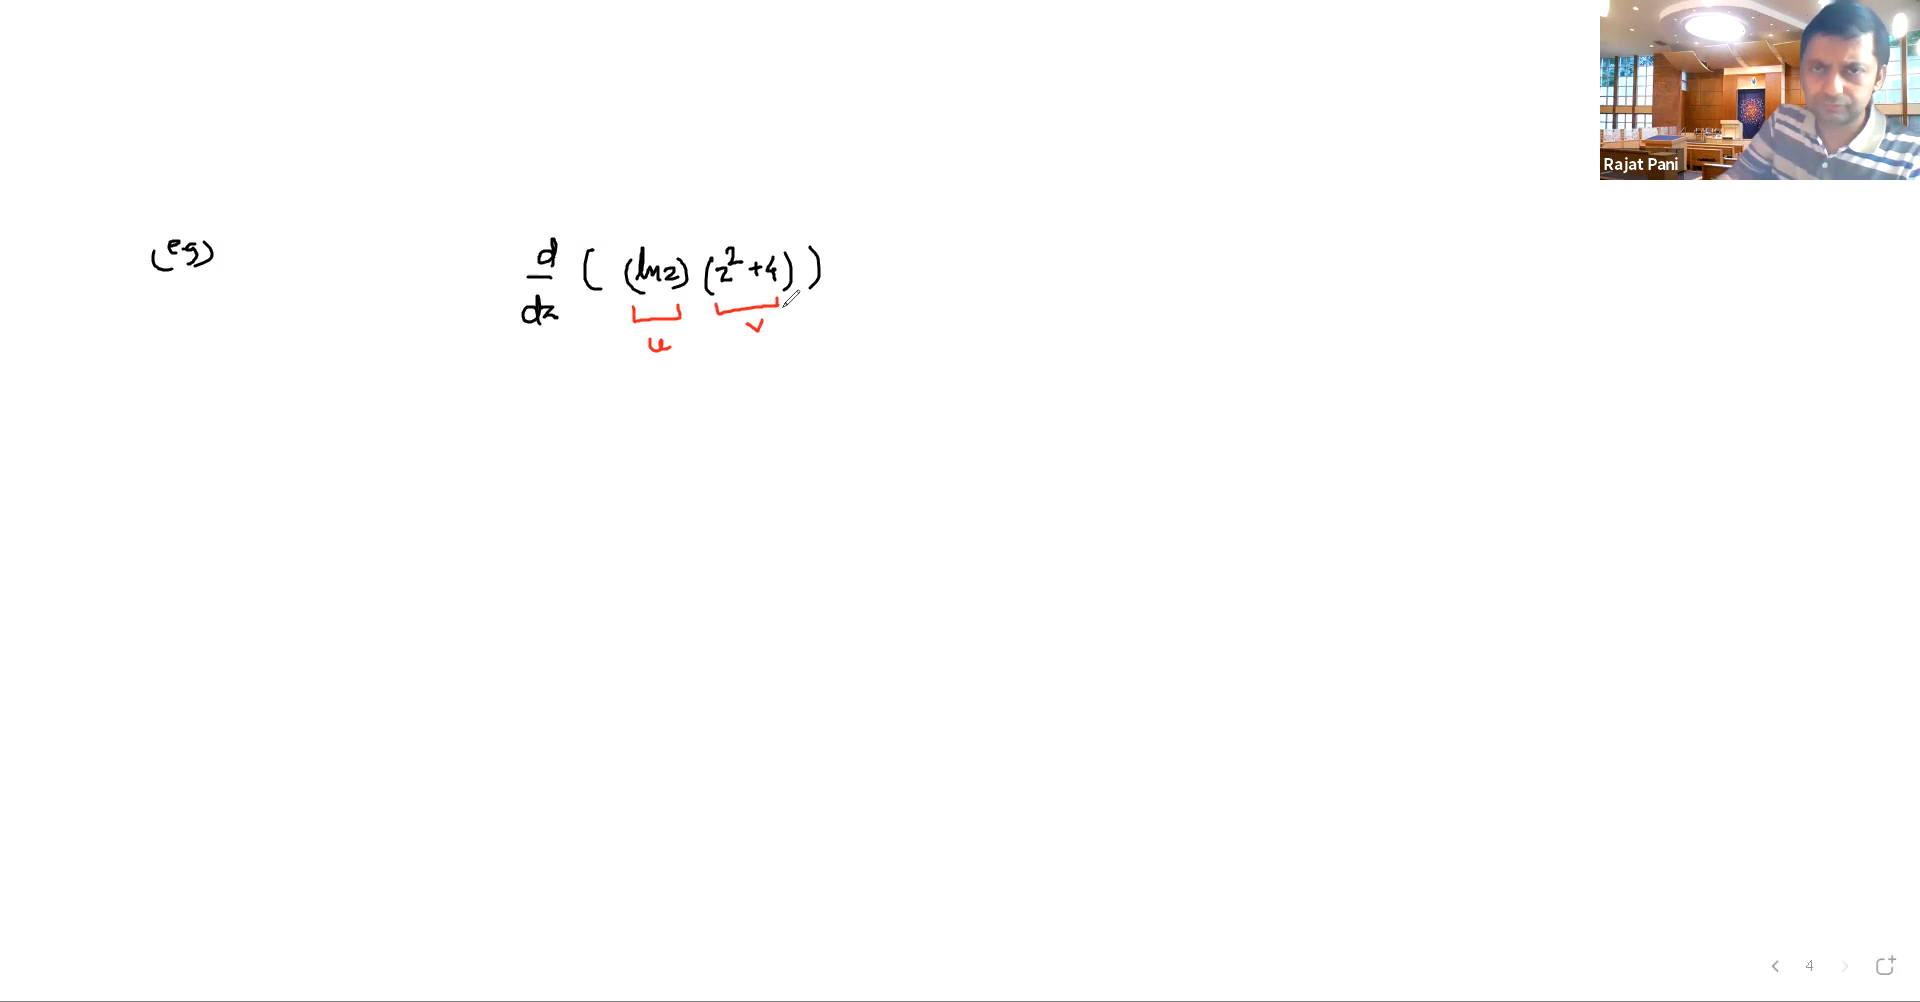 Rajat Pani
(eg) d/dz ( (ln z) (z² + 4) )
u v
4